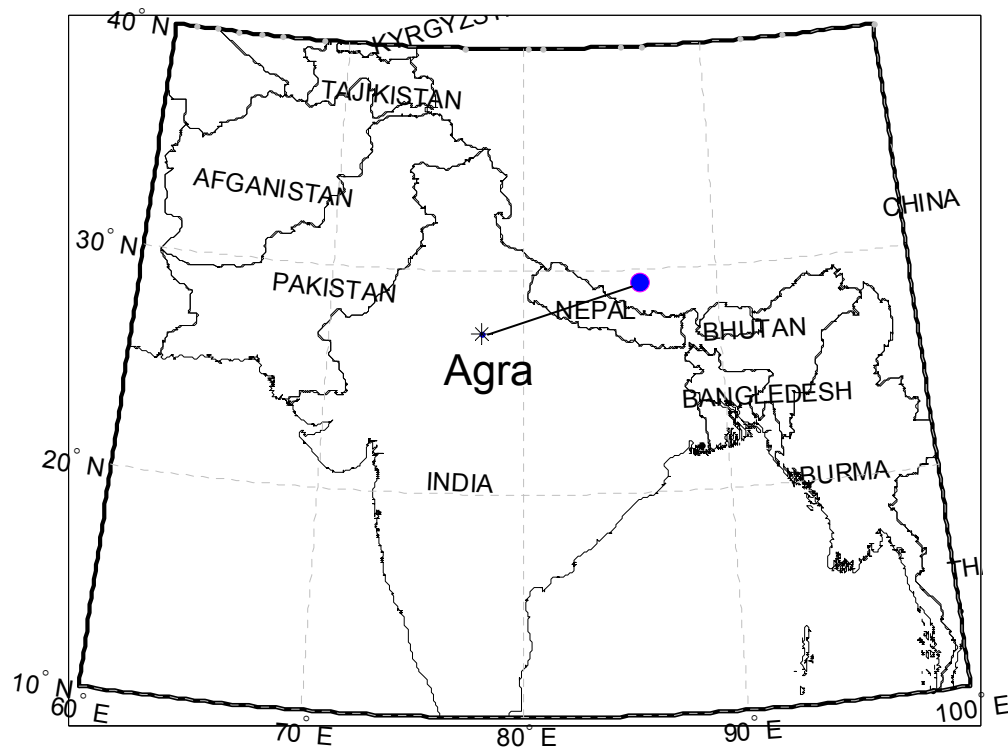 40° N
KYRGYZST
TAJIKISTAN
AFGANISTAN
CHINA
30° N
PAKISTAN
NEPAL
BHUTAN
Agra
BANGLEDESH
20° N
INDIA
BURMA
TH
10° N
60° E
70° E
80° E
90° E
100° E